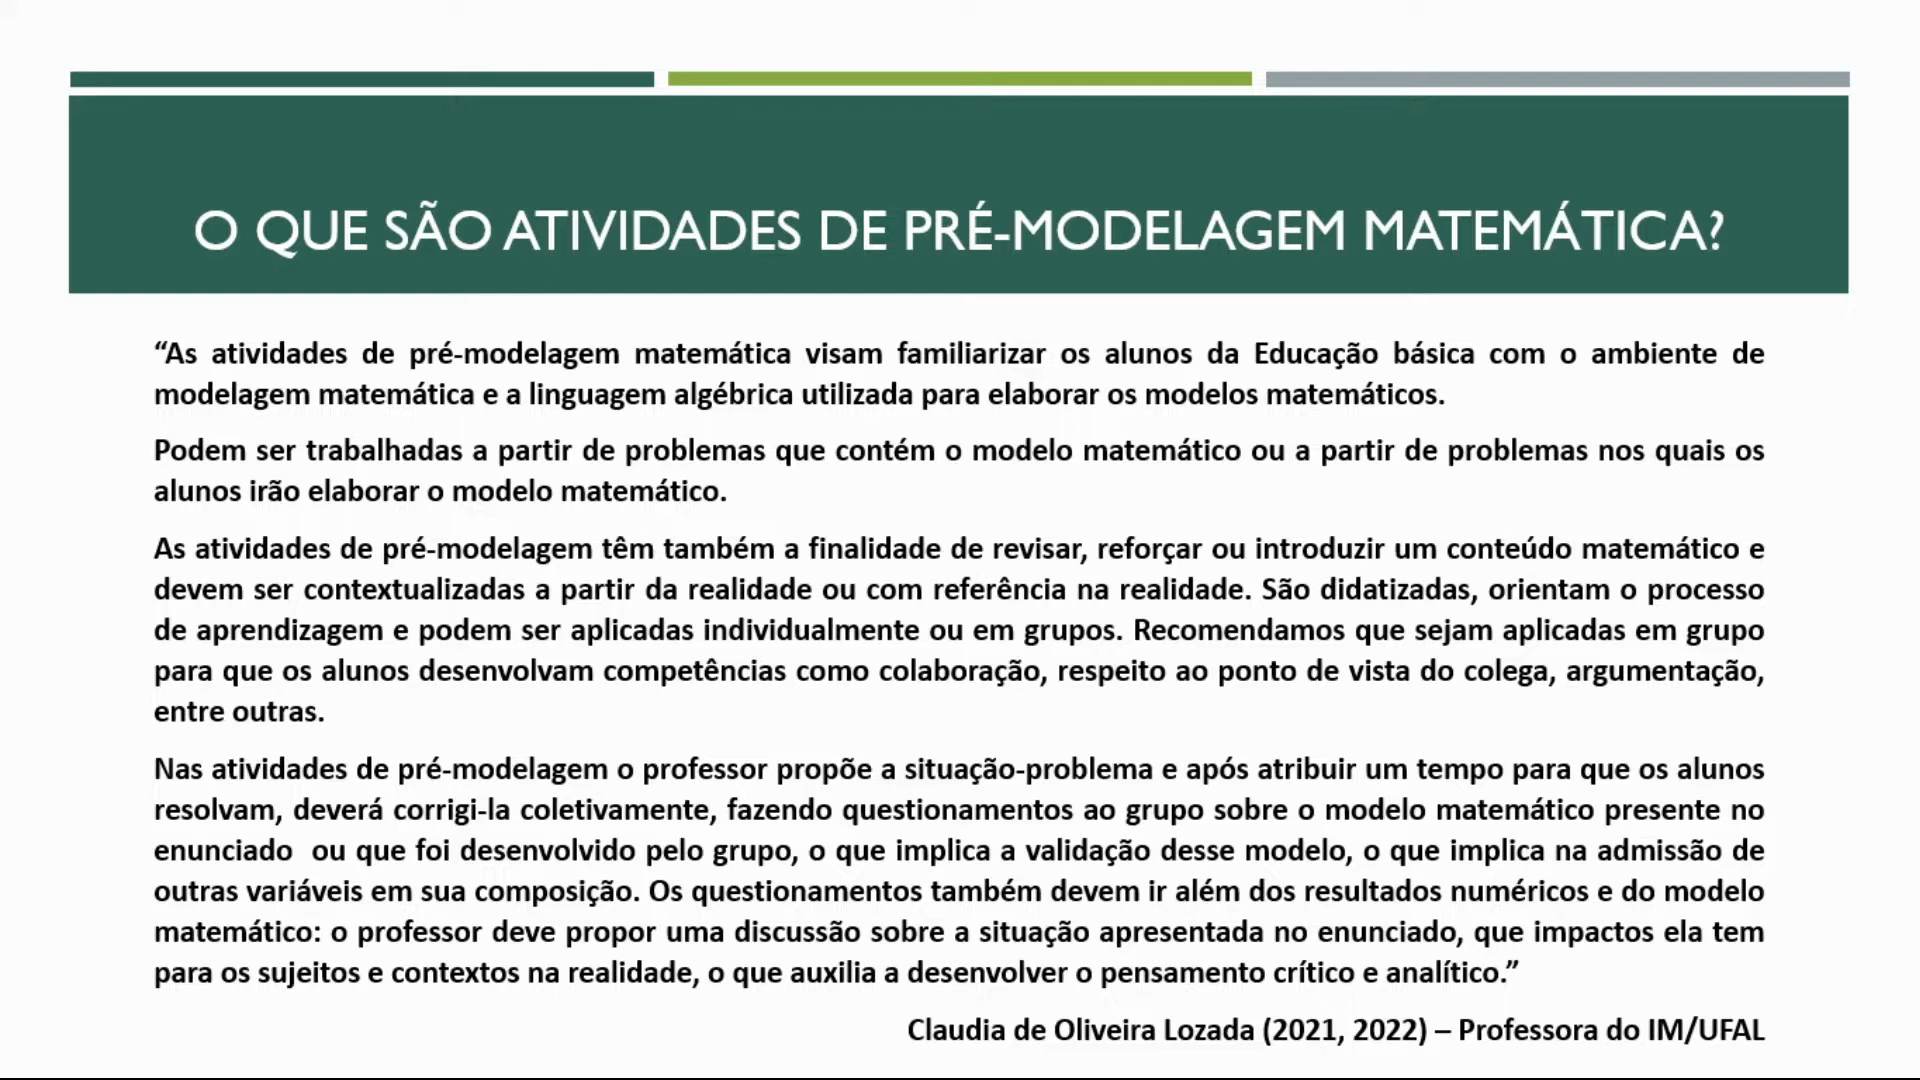 O QUE SÃO ATIVIDADES DE PRÉ-MODELAGEM MATEMÁTICA?
“As atividades de pré-modelagem matemática visam familiarizar os alunos da Educação básica com o ambiente de
modelagem matemática e a linguagem algébrica utilizada para elaborar os modelos matemáticos.
Podem ser trabalhadas a partir de problemas que contém o modelo matemático ou a partir de problemas nos quais os
alunos irão elaborar o modelo matemático.
As atividades de pré-modelagem têm também a finalidade de revisar, reforçar ou introduzir um conteúdo matemático e
devem ser contextualizadas a partir da realidade ou com referência na realidade. São didatizadas, orientam o processo
de aprendizagem e podem ser aplicadas individualmente ou em grupos. Recomendamos que sejam aplicadas em grupo
para que os alunos desenvolvam competências como colaboração, respeito ao ponto de vista do colega, argumentação,
entre outras.
Nas atividades de pré-modelagem o professor propõe a situação-problema e após atribuir um tempo para que os alunos
resolvam, deverá corrigi-la coletivamente, fazendo questionamentos ao grupo sobre o modelo matemático presente no
enunciado ou que foi desenvolvido pelo grupo, o que implica a validação desse modelo, o que implica na admissão de
outras variáveis em sua composição. Os questionamentos também devem ir além dos resultados numéricos e do modelo
matemático: o professor deve propor uma discussão sobre a situação apresentada no enunciado, que impactos ela tem
para os sujeitos e contextos na realidade, o que auxilia a desenvolver o pensamento crítico e analítico.”
Claudia de Oliveira Lozada (2021, 2022) – Professora do IM/UFAL